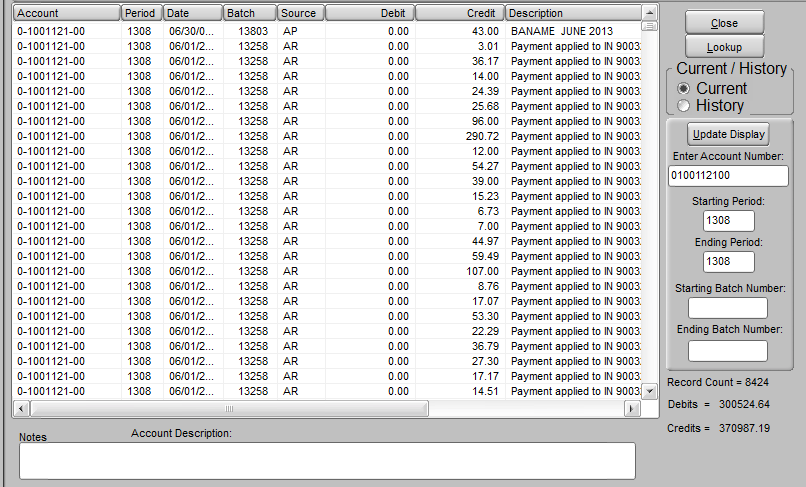 Account Period Date Batch Source Debit Credit Description
0-1001121-00 1308 06/30/0... 13803 AP 0.00 43.00 BANAME JUNE 2013
0-1001121-00 1308 06/01/2... 13258 AR 0.00 3.01 Payment applied to IN 9003
0-1001121-00 1308 06/01/2... 13258 AR 0.00 36.17 Payment applied to IN 9003
0-1001121-00 1308 06/01/2... 13258 AR 0.00 14.00 Payment applied to IN 9003
0-1001121-00 1308 06/01/2... 13258 AR 0.00 24.39 Payment applied to IN 9003
0-1001121-00 1308 06/01/2... 13258 AR 0.00 25.68 Payment applied to IN 9003
0-1001121-00 1308 06/01/2... 13258 AR 0.00 96.00 Payment applied to IN 9003
0-1001121-00 1308 06/01/2... 13258 AR 0.00 290.72 Payment applied to IN 9003
0-1001121-00 1308 06/01/2... 13258 AR 0.00 12.00 Payment applied to IN 9003
0-1001121-00 1308 06/01/2... 13258 AR 0.00 54.27 Payment applied to IN 9003
0-1001121-00 1308 06/01/2... 13258 AR 0.00 39.00 Payment applied to IN 9003
0-1001121-00 1308 06/01/2... 13258 AR 0.00 15.23 Payment applied to IN 9003
0-1001121-00 1308 06/01/2... 13258 AR 0.00 6.73 Payment applied to IN 9003
0-1001121-00 1308 06/01/2... 13258 AR 0.00 7.00 Payment applied to IN 9003
0-1001121-00 1308 06/01/2... 13258 AR 0.00 44.97 Payment applied to IN 9003
0-1001121-00 1308 06/01/2... 13258 AR 0.00 59.49 Payment applied to IN 9003
0-1001121-00 1308 06/01/2... 13258 AR 0.00 107.00 Payment applied to IN 9003
0-1001121-00 1308 06/01/2... 13258 AR 0.00 8.76 Payment applied to IN 9003
0-1001121-00 1308 06/01/2... 13258 AR 0.00 17.07 Payment applied to IN 9003
0-1001121-00 1308 06/01/2... 13258 AR 0.00 53.30 Payment applied to IN 9003
0-1001121-00 1308 06/01/2... 13258 AR 0.00 22.29 Payment applied to IN 9003
0-1001121-00 1308 06/01/2... 13258 AR 0.00 36.79 Payment applied to IN 9003
0-1001121-00 1308 06/01/2... 13258 AR 0.00 27.30 Payment applied to IN 9003
0-1001121-00 1308 06/01/2... 13258 AR 0.00 17.17 Payment applied to IN 9003
0-1001121-00 1308 06/01/2... 13258 AR 0.00 14.51 Payment applied to IN 9003
Close
Lookup
Current / History
Current
History
Update Display
Enter Account Number:
0100112100
Starting Period:
1308
Ending Period:
1308
Starting Batch Number:
Ending Batch Number:
Record Count = 8424
Debits = 300524.64
Credits = 370987.19
Notes Account Description: